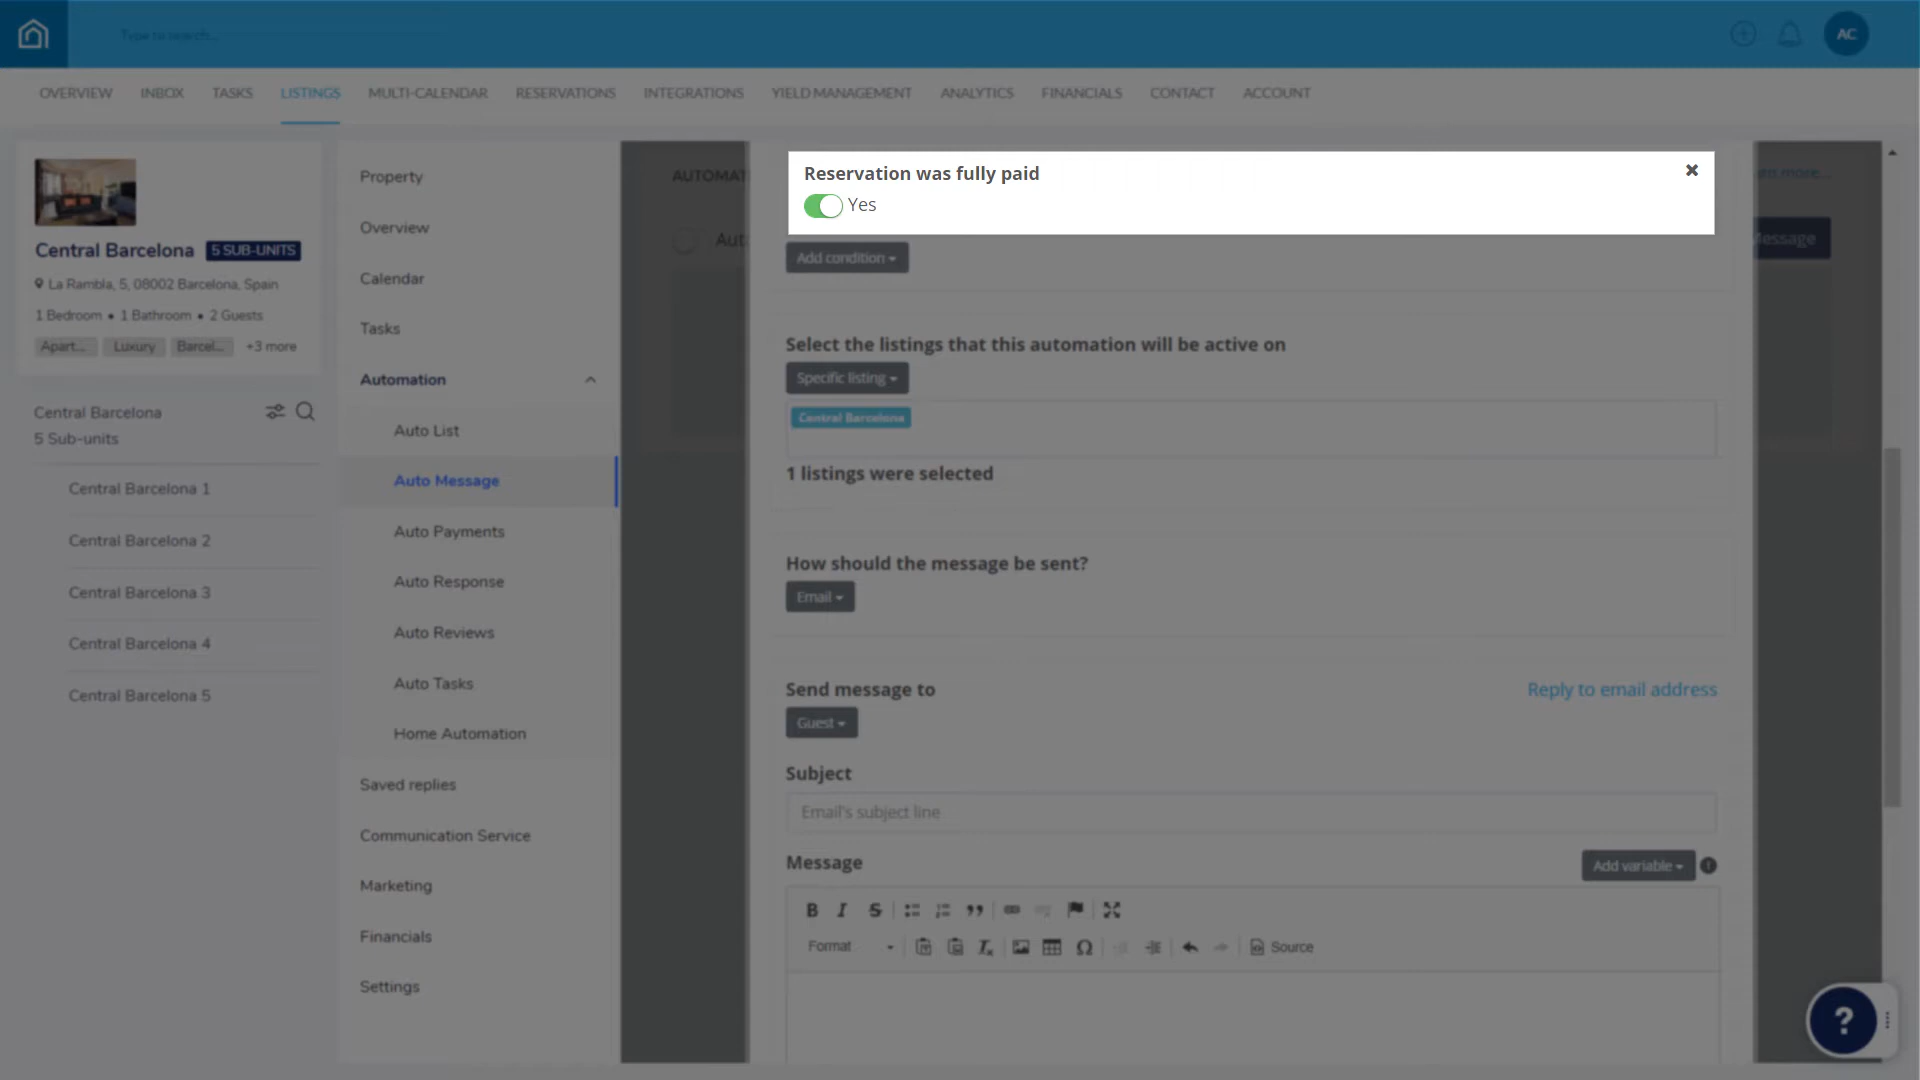 Type to search...
AC
OVERVIEW INBOX TASKS LISTINGS MULTI-CALENDAR RESERVATIONS INTEGRATIONS YIELD MANAGEMENT ANALYTICS FINANCIALS CONTACT ACCOUNT
Central Barcelona 5 SUB-UNITS
La Rambla, 5, 08002 Barcelona, Spain
1 Bedroom • 1 Bathroom • 2 Guests
Apart... Luxury Barcel... +3 more
Central Barcelona
5 Sub-units
Central Barcelona 1
Central Barcelona 2
Central Barcelona 3
Central Barcelona 4
Central Barcelona 5
Property
Overview
Calendar
Tasks
Automation
Auto List
Auto Message
Auto Payments
Auto Response
Auto Reviews
Auto Tasks
Home Automation
Saved replies
Communication Service
Marketing
Financials
Settings
AUTOMAT
Auto
more...
Message
Reservation was fully paid
Yes
Add condition
Select the listings that this automation will be active on
Specific listing
Central Barcelona
1 listings were selected
How should the message be sent?
Email
Send message to
Reply to email address
Guest
Subject
Email's subject line
Message
Add variable
B I S
Format
Source
?